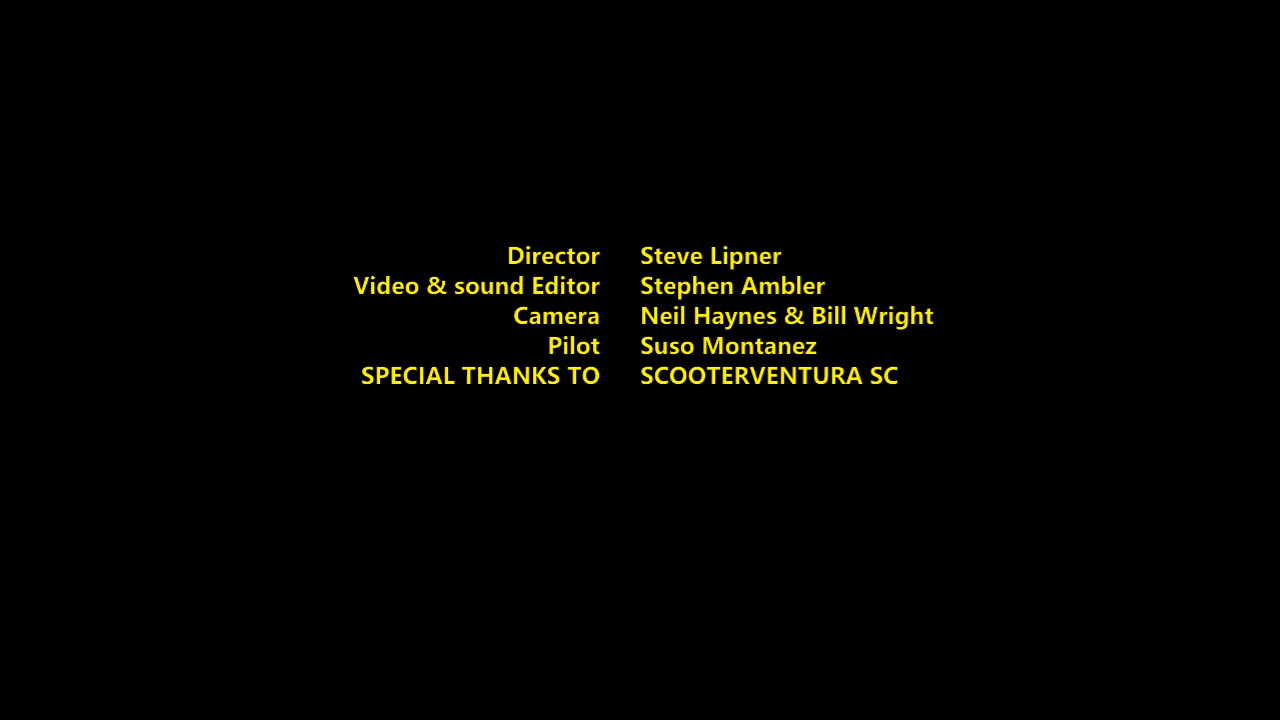 Director Steve Lipner
Video & sound Editor Stephen Ambler
Camera Neil Haynes & Bill Wright
Pilot Suso Montanez
SPECIAL THANKS TO SCOOTERVENTURA SC